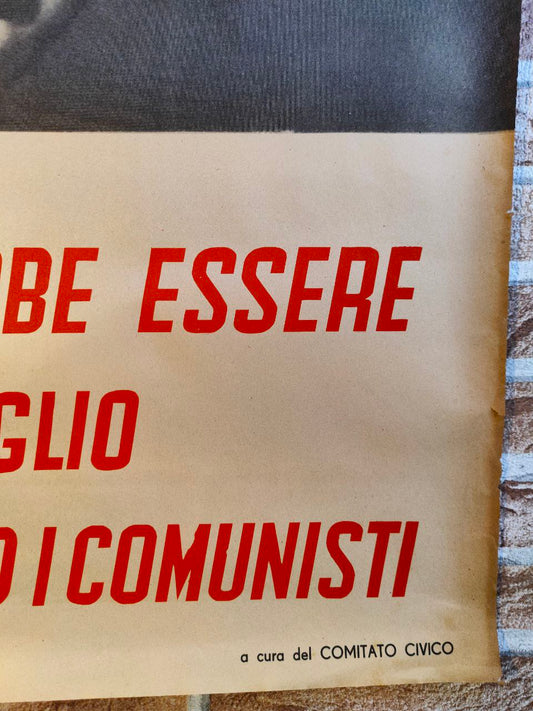 BBE ESSERE
GLIO
O I COMUNISTI
a cura del COMITATO CIVICO